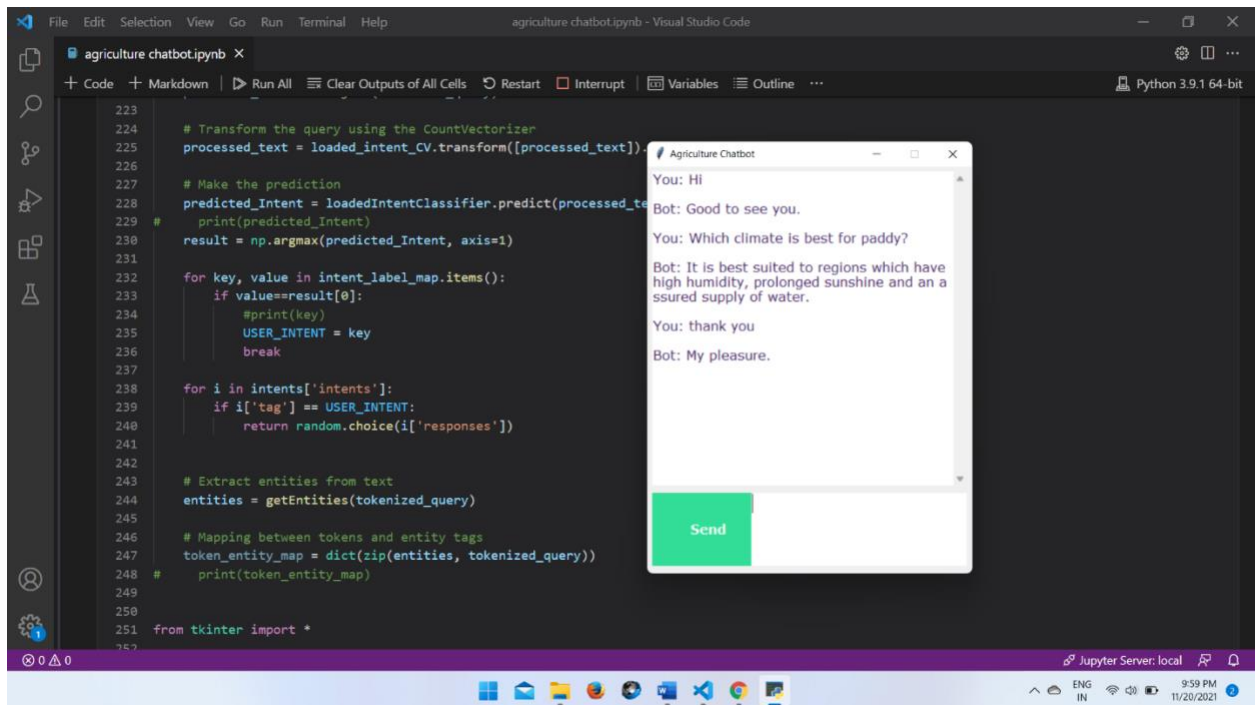 File Edit Selection View Go Run Terminal Help agriculture chatbot.ipynb - Visual Studio Code
agriculture chatbot.ipynb
+ Code + Markdown Run All Clear Outputs of All Cells Restart Interrupt Variables Outline ... Python 3.9.1 64-bit
223
224 # Transform the query using the CountVectorizer
225 processed_text = loaded_intent_CV.transform([processed_text]).
226
227 # Make the prediction
228 predicted_Intent = loadedIntentClassifier.predict(processed_te
229 # print(predicted_Intent)
230 result = np.argmax(predicted_Intent, axis=1)
231
232 for key, value in intent_label_map.items():
233 if value==result[0]:
234 #print(key)
235 USER_INTENT = key
236 break
237
238 for i in intents['intents']:
239 if i['tag'] == USER_INTENT:
240 return random.choice(i['responses'])
241
242
243 # Extract entities from text
244 entities = getEntities(tokenized_query)
245
246 # Mapping between tokens and entity tags
247 token_entity_map = dict(zip(entities, tokenized_query))
248 # print(token_entity_map)
249
250
251 from tkinter import *
252
Agriculture Chatbot
You: Hi
Bot: Good to see you.
You: Which climate is best for paddy?
Bot: It is best suited to regions which have
high humidity, prolonged sunshine and an a
ssured supply of water.
You: thank you
Bot: My pleasure.
Send
1
0 0 Jupyter Server: local
ENG
IN
9:59 PM
11/20/2021
2